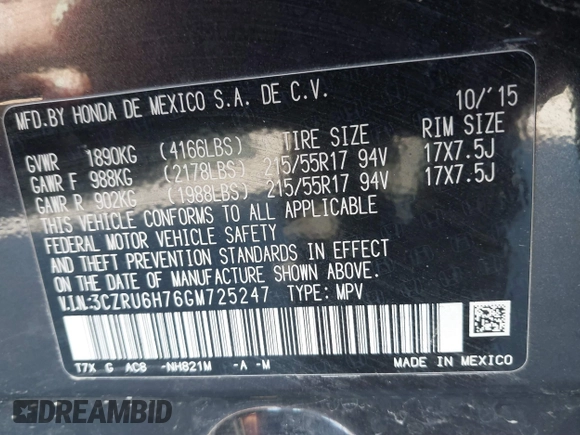 MFD.BY HONDA DE MEXICO S.A. DE C.V. 10/'15
TIRE SIZE RIM SIZE
GVWR 1890KG (4166LBS)
GAWR F 988KG (2178LBS) 215/55R17 94V 17X7.5J
GAWR R 902KG (1988LBS) 215/55R17 94V 17X7.5J
THIS VEHICLE CONFORMS TO ALL APPLICABLE
FEDERAL MOTOR VEHICLE SAFETY
AND THEFT PREVENTION STANDARDS IN EFFECT ON
THE DATE OF MANUFACTURE SHOWN ABOVE.
V.I.N:3CZRU6H76GM725247 TYPE: MPV
T7X G AC8 -NH821M -A -M MADE IN MEXICO
DREAMBID